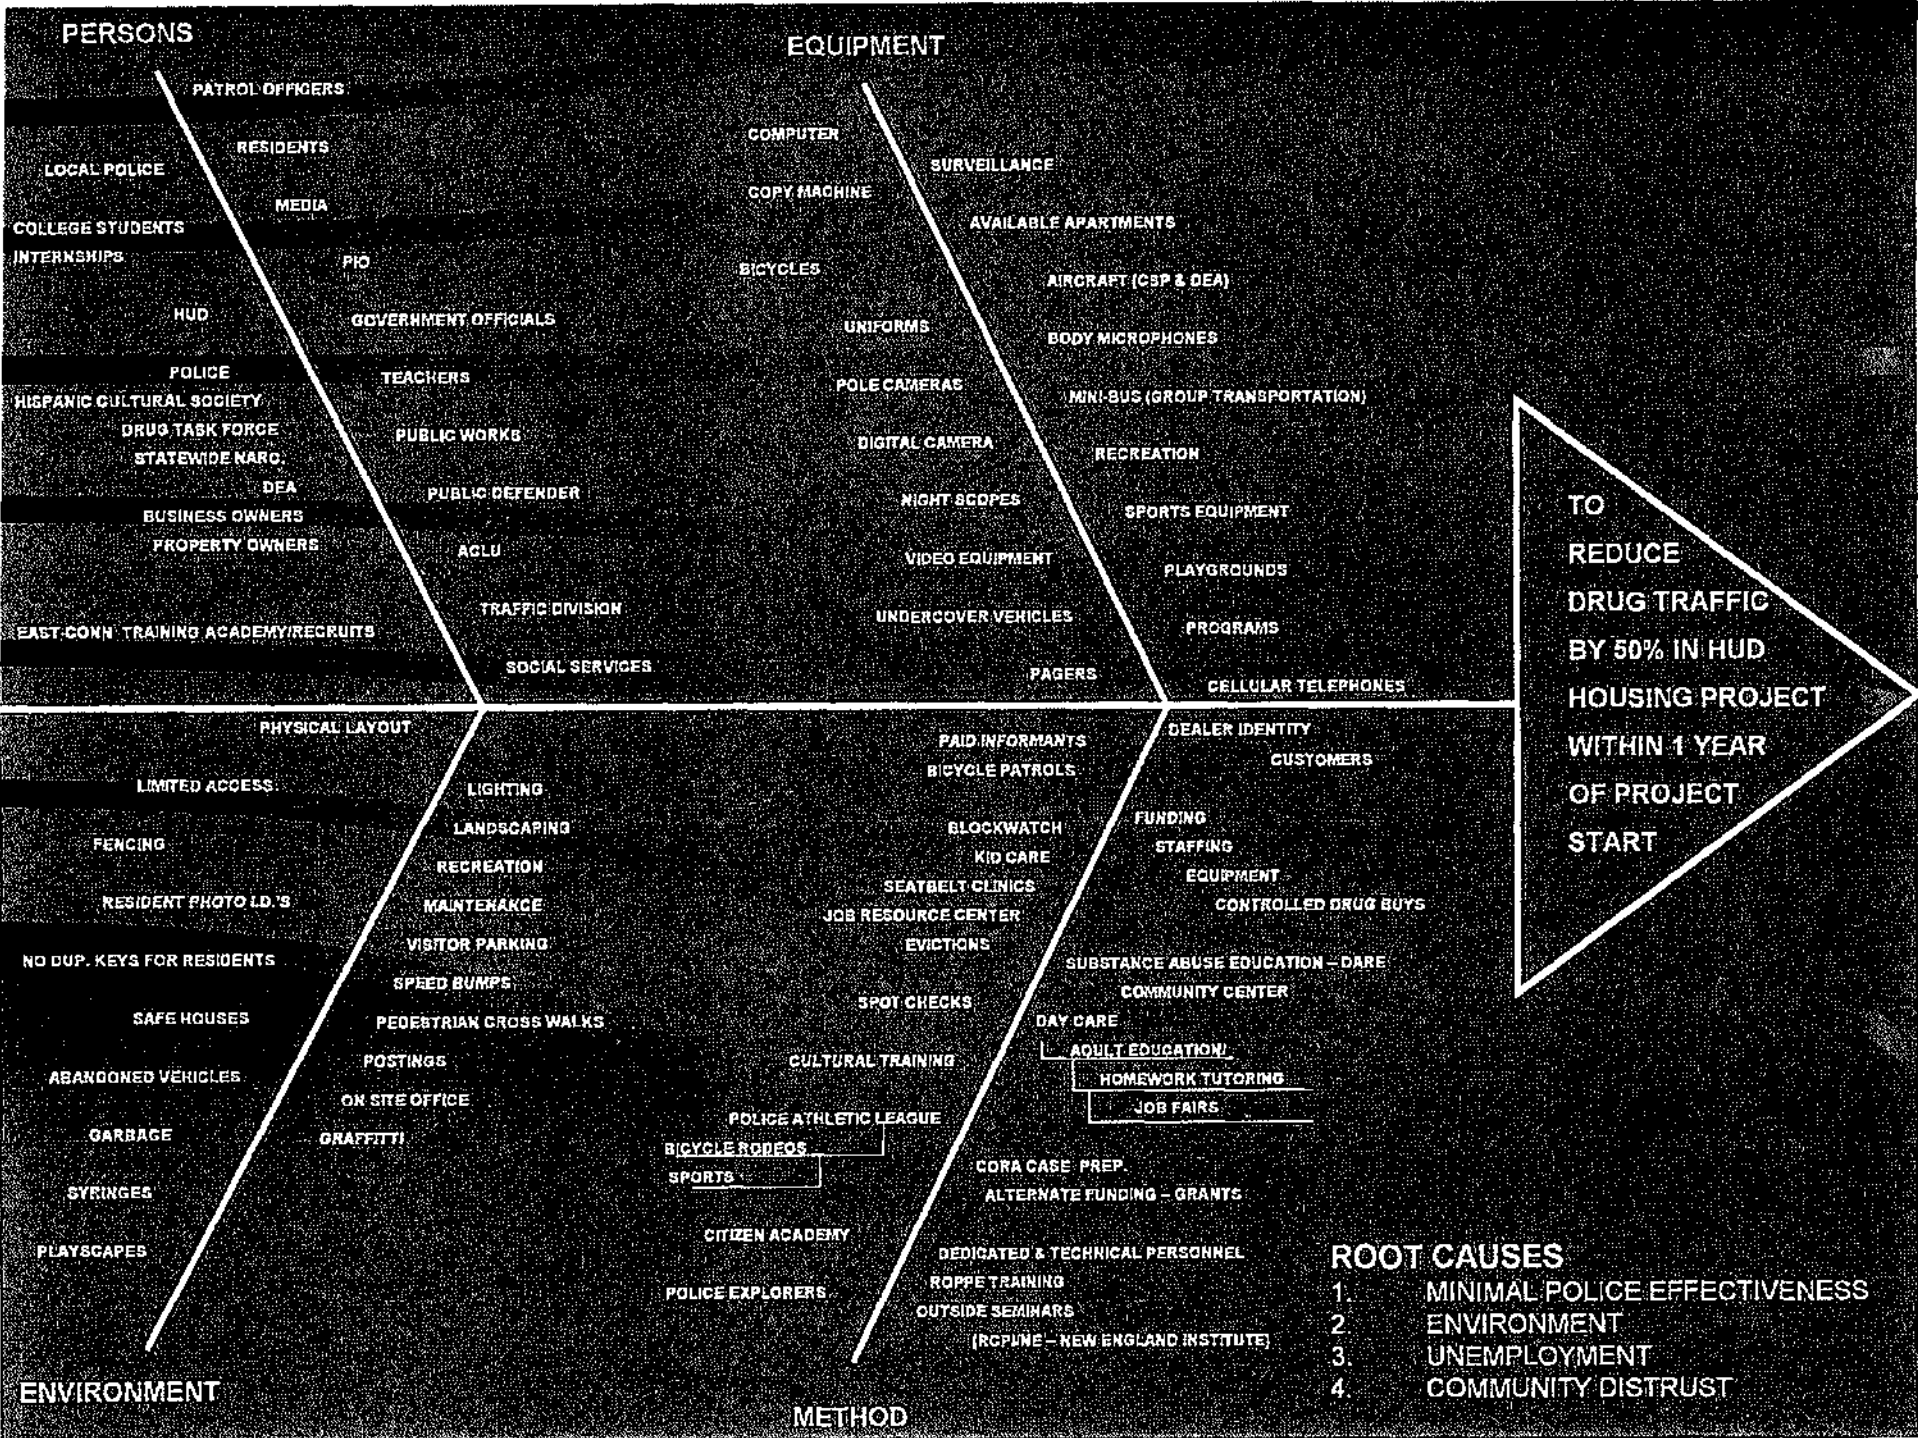 PERSONS
PATROL OFFICERS
RESIDENTS
LOCAL POLICE
MEDIA
COLLEGE STUDENTS
INTERNSHIPS
PIO
HUD
GOVERNMENT OFFICIALS
POLICE
TEACHERS
HISPANIC CULTURAL SOCIETY
DRUG TASK FORCE
PUBLIC WORKS
STATEWIDE NARC.
DEA
PUBLIC DEFENDER
BUSINESS OWNERS
PROPERTY OWNERS
ACLU
TRAFFIC DIVISION
EAST-CONN TRAINING ACADEMY/RECRUITS
SOCIAL SERVICES
EQUIPMENT
COMPUTER
SURVEILLANCE
COPY MACHINE
AVAILABLE APARTMENTS
BICYCLES
AIRCRAFT (CSP & DEA)
UNIFORMS
BODY MICROPHONES
POLE CAMERAS
MINI-BUS (GROUP TRANSPORTATION)
DIGITAL CAMERA
RECREATION
NIGHT SCOPES
SPORTS EQUIPMENT
VIDEO EQUIPMENT
PLAYGROUNDS
UNDERCOVER VEHICLES
PROGRAMS
PAGERS
CELLULAR TELEPHONES
TO
REDUCE
DRUG TRAFFIC
BY 50% IN HUD
HOUSING PROJECT
WITHIN 1 YEAR
OF PROJECT
START
PHYSICAL LAYOUT
LIMITED ACCESS
LIGHTING
LANDSCAPING
FENCING
RECREATION
RESIDENT PHOTO I.D.'S
MAINTENANCE
VISITOR PARKING
NO DUP. KEYS FOR RESIDENTS
SPEED BUMPS
SAFE HOUSES
PEDESTRIAN CROSS WALKS
POSTINGS
ABANDONED VEHICLES
ON SITE OFFICE
GARBAGE
GRAFFITTI
SYRINGES
PLAYSCAPES
ENVIRONMENT
DEALER IDENTITY
PAID INFORMANTS
CUSTOMERS
BICYCLE PATROLS
FUNDING
BLOCKWATCH
STAFFING
KID CARE
EQUIPMENT
SEATBELT CLINICS
CONTROLLED DRUG BUYS
JOB RESOURCE CENTER
EVICTIONS
SUBSTANCE ABUSE EDUCATION – DARE
COMMUNITY CENTER
SPOT CHECKS
DAY CARE
ADULT EDUCATION/
CULTURAL TRAINING
HOMEWORK TUTORING
JOB FAIRS
POLICE ATHLETIC LEAGUE
BICYCLE RODEOS
CORA CASE PREP.
SPORTS
ALTERNATE FUNDING – GRANTS
CITIZEN ACADEMY
DEDICATED & TECHNICAL PERSONNEL
ROPPE TRAINING
POLICE EXPLORERS
OUTSIDE SEMINARS
(RCPI/NE – NEW ENGLAND INSTITUTE)
METHOD
ROOT CAUSES
1. MINIMAL POLICE EFFECTIVENESS
2. ENVIRONMENT
3. UNEMPLOYMENT
4. COMMUNITY DISTRUST